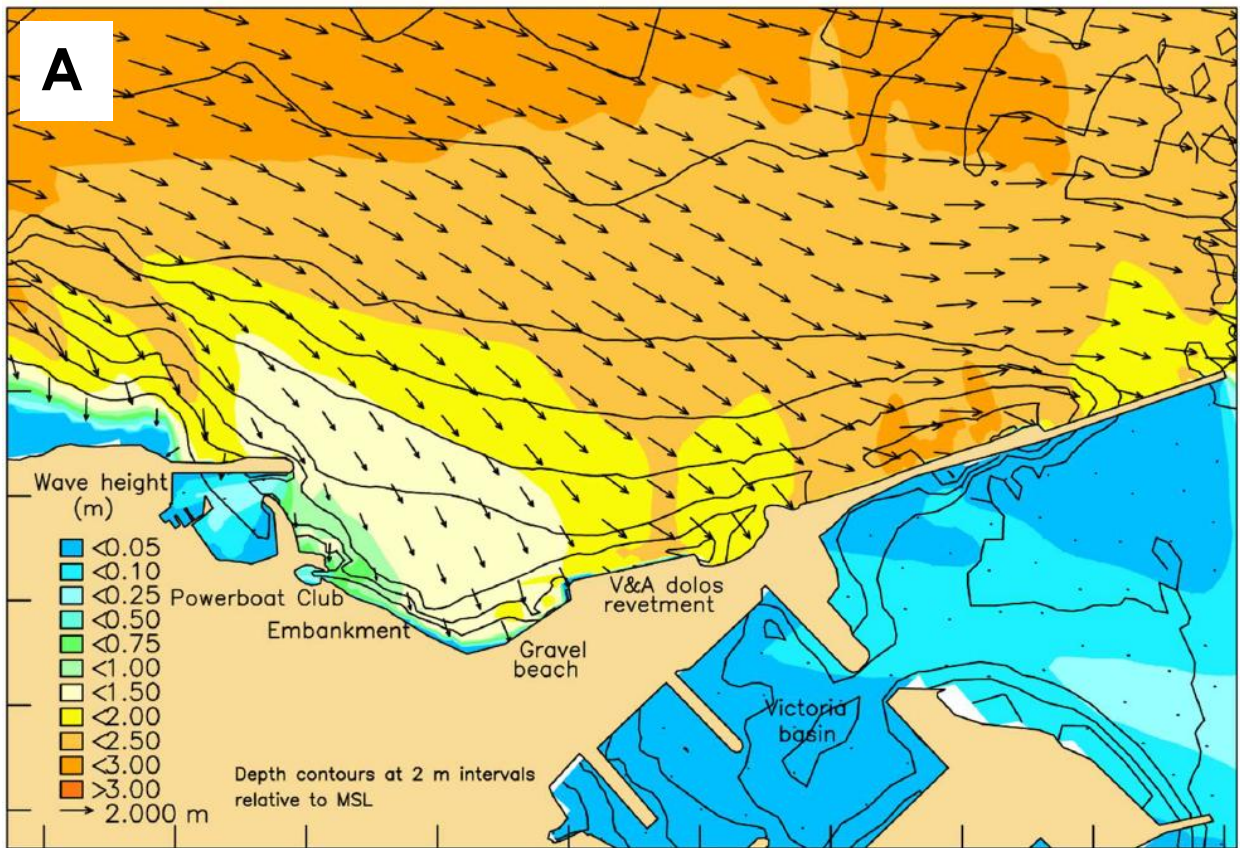 A
Wave height
(m)
<0.05
<0.10
<0.25
<0.50
<0.75
<1.00
<1.50
<2.00
<2.50
<3.00
>3.00
2.000 m
Powerboat Club
Embankment
Gravel
beach
V&A dolos
revetment
Victoria
basin
Depth contours at 2 m intervals
relative to MSL